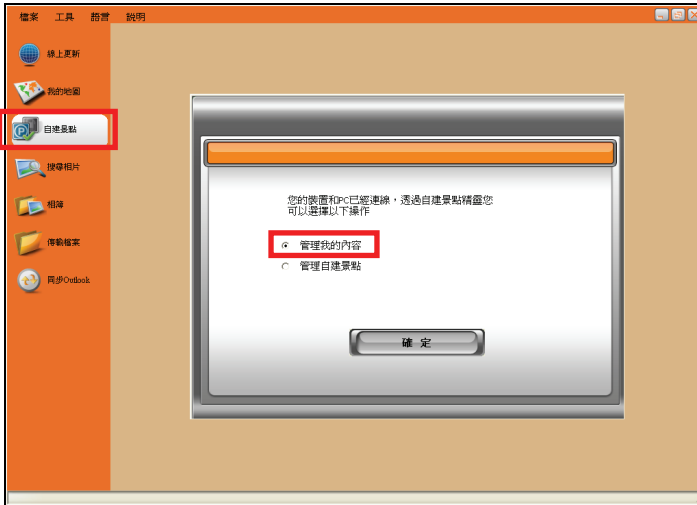 檔案 工具 語言 說明
線上更新
我的地圖
自建景點
搜尋相片
相簿
傳輸檔案
同步Outlook
您的裝置和PC已經連線，透過自建景點精靈您
可以選擇以下操作
管理我的內容
管理自建景點
確 定